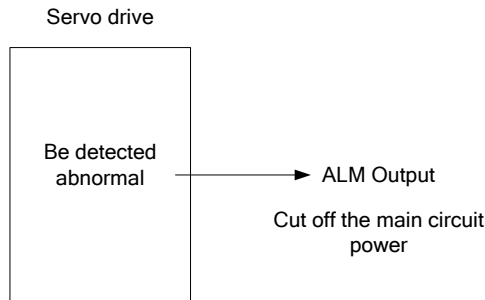 Servo drive
Be detected
abnormal
ALM Output
Cut off the main circuit
power